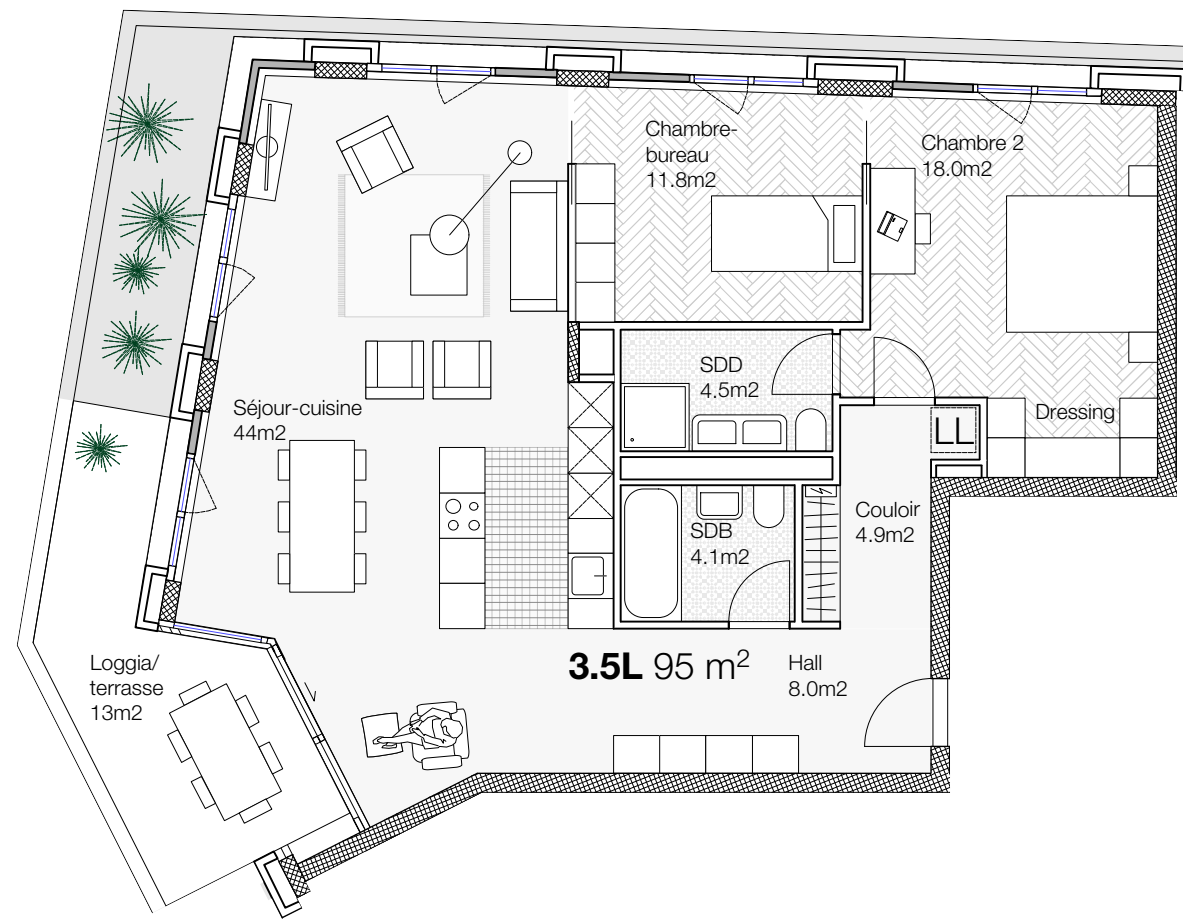 Chambre-
bureau
11.8m2
Chambre 2
18.0m2
SDD
4.5m2
Séjour-cuisine
44m2
Dressing
LL
Couloir
4.9m2
SDB
4.1m2
3.5L 95 m²
Hall
8.0m2
Loggia/
terrasse
13m2